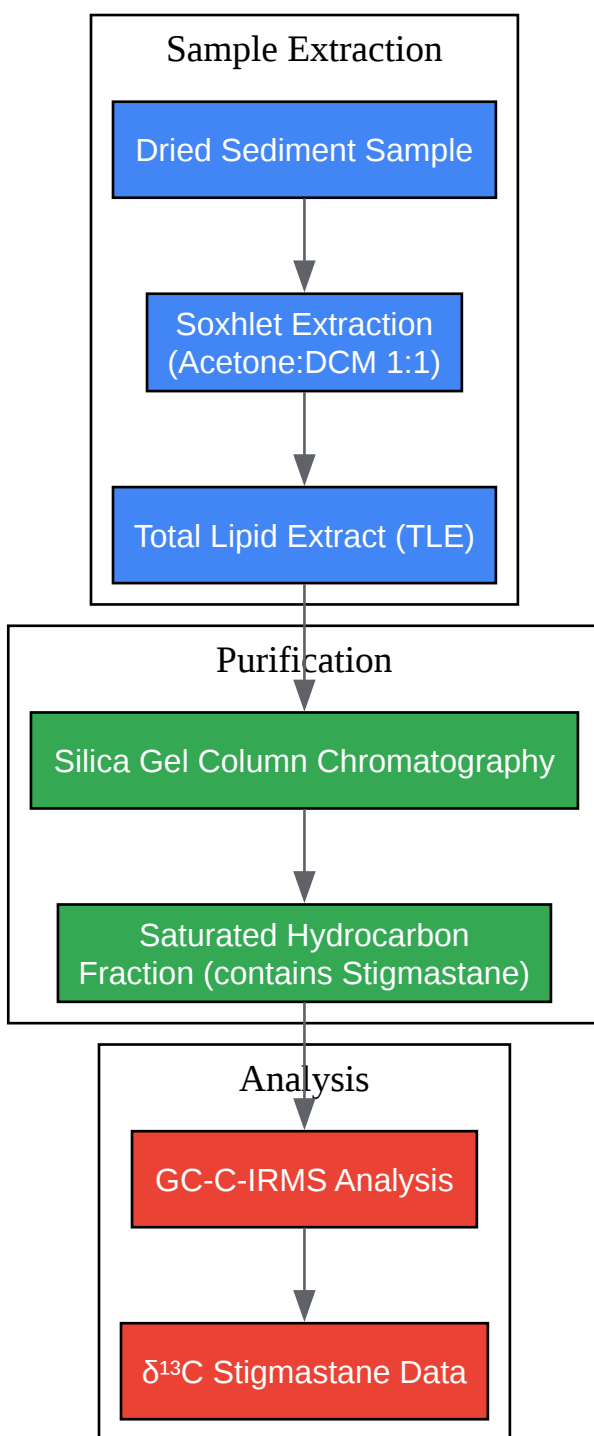 Sample Extraction
Dried Sediment Sample
Soxhlet Extraction
(Acetone:DCM 1:1)
Total Lipid Extract (TLE)
Purification
Silica Gel Column Chromatography
Saturated Hydrocarbon
Fraction (contains Stigmastane)
Analysis
GC-C-IRMS Analysis
δ¹³C Stigmastane Data